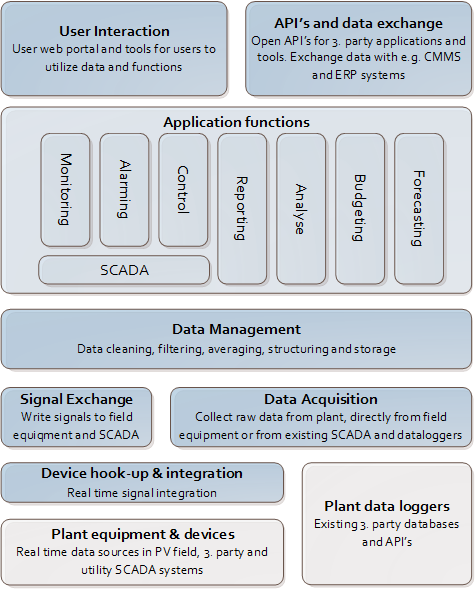 User Interaction
User web portal and tools for users to
utilize data and functions
API's and data exchange
Open API's for 3. party applications and
tools. Exchange data with e.g. CMMS
and ERP systems
Application functions
Monitoring
Alarming
Control
Reporting
Analyse
Budgeting
Forecasting
SCADA
Data Management
Data cleaning, filtering, averaging, structuring and storage
Signal Exchange
Write signals to field
equiqment and SCADA
Data Acquisition
Collect raw data from plant, directly from field
equipment or from existing SCADA and dataloggers
Device hook-up & integration
Real time signal integration
Plant equipment & devices
Real time data sources in PV field, 3. party and
utility SCADA systems
Plant data loggers
Existing 3. party databases
and API's